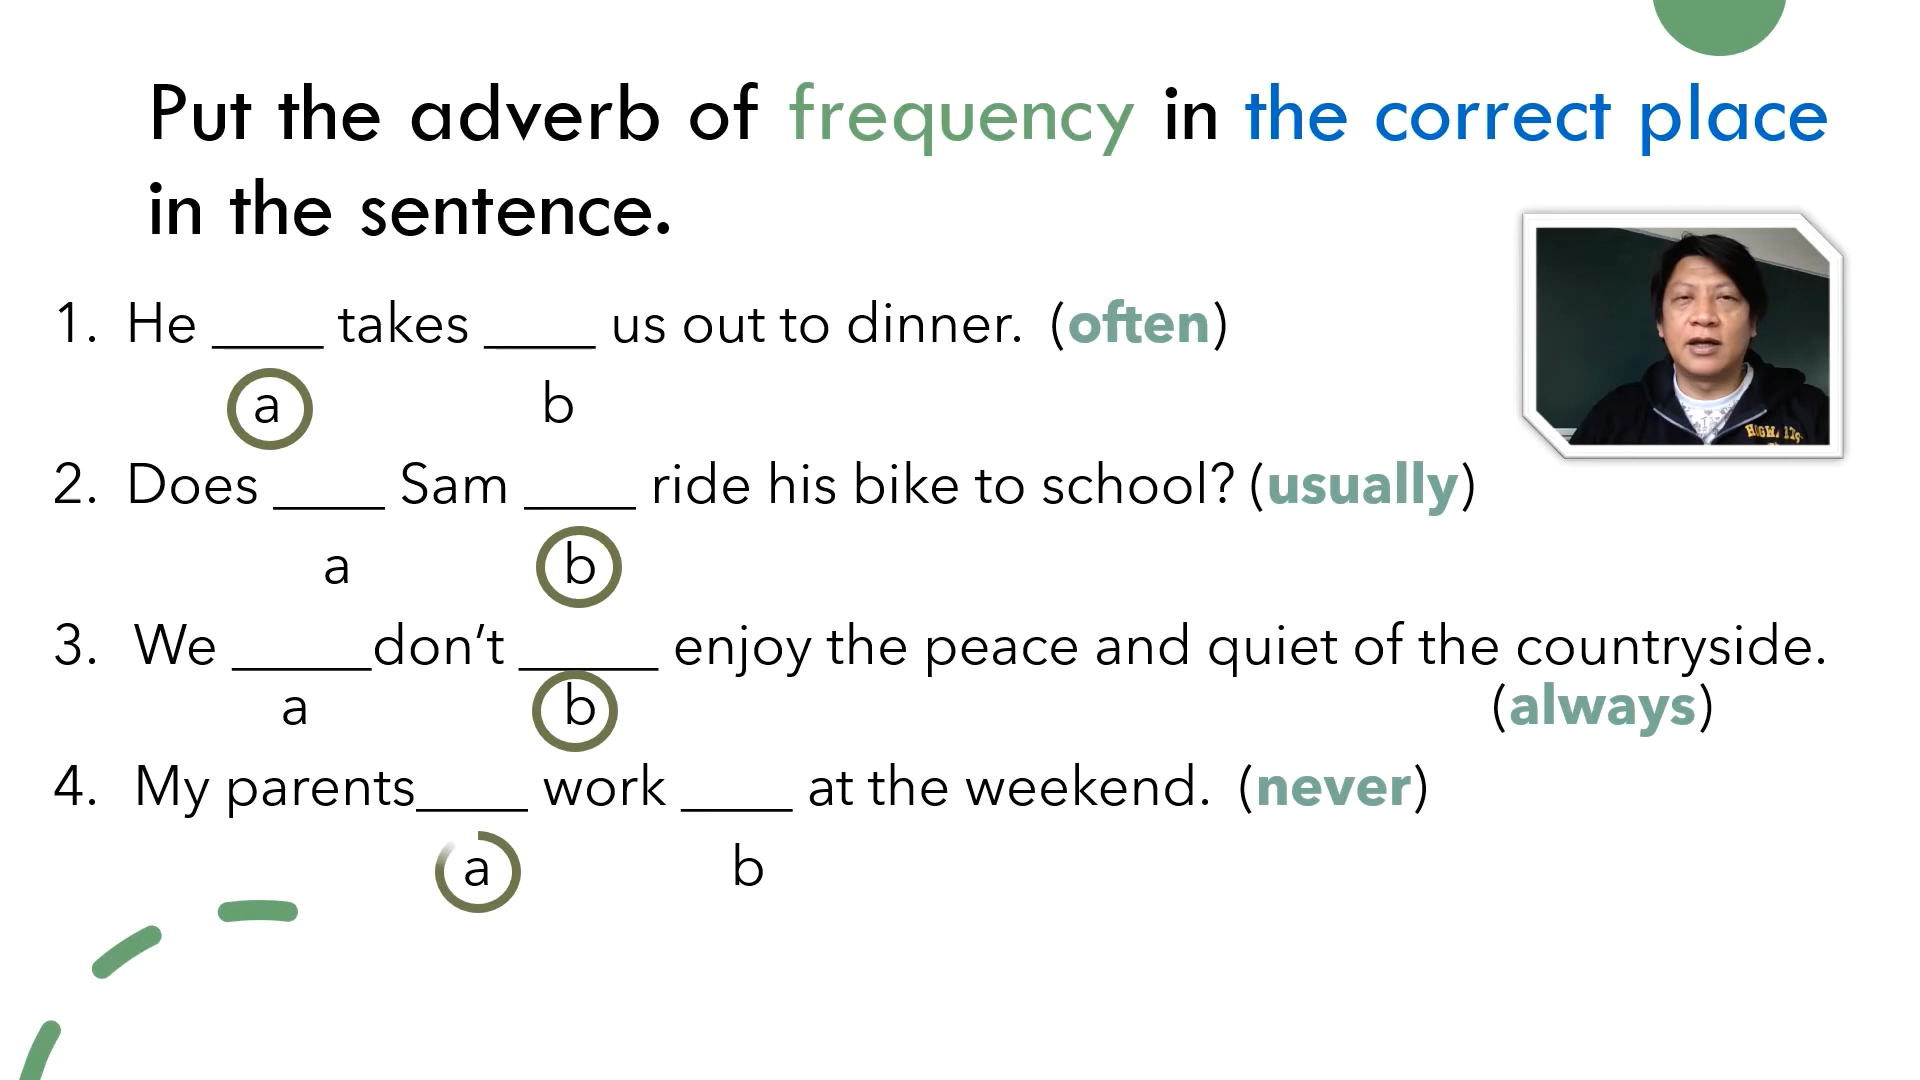 Put the adverb of frequency in the correct place
in the sentence.
1. He ____ takes ____ us out to dinner. (often)
a b
2. Does ____ Sam ____ ride his bike to school? (usually)
a b
3. We _____don’t _____ enjoy the peace and quiet of the countryside.
a b (always)
4. My parents____ work ____ at the weekend. (never)
a b